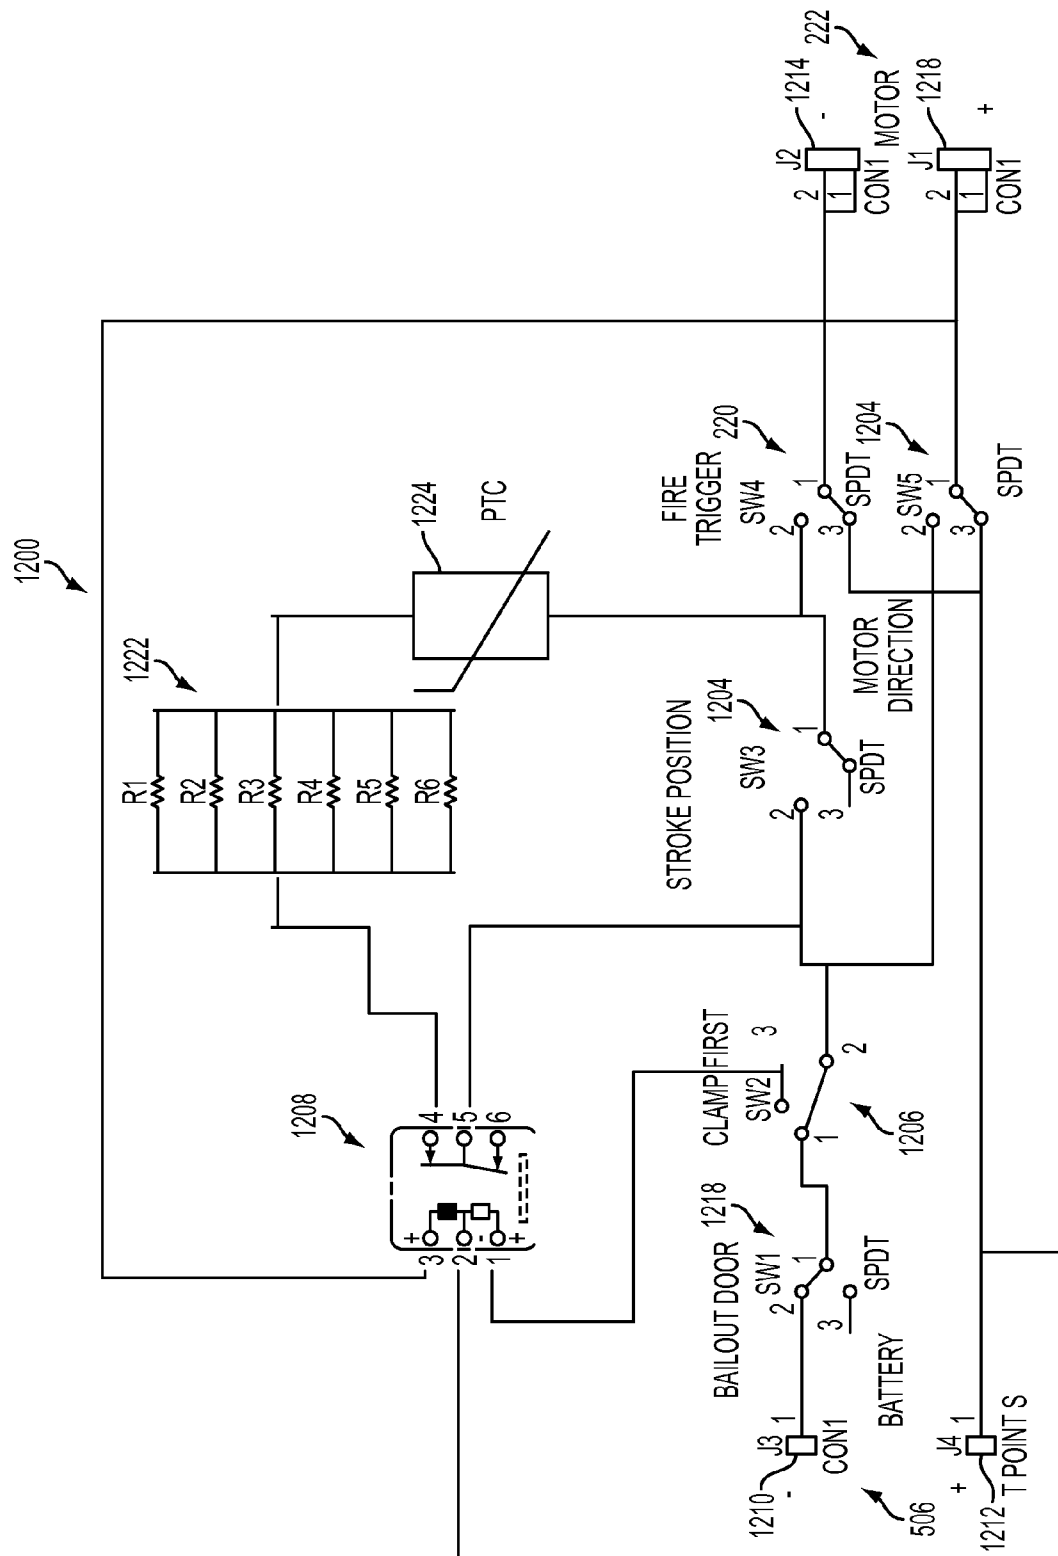 1200
1222
R1
R2
R3
R4
R5
R6
1224
PTC
1208
+
3
2
-
1
+
4
5
6
CLAMP FIRST
SW2
3
1
2
1206
BAILOUT DOOR
1218
SW1
2
1
3
SPDT
BATTERY
J3
1
CON1
1210
-
506
+
J4
1
1212
T POINT S
STROKE POSITION
1204
SW3
2
1
3
SPDT
FIRE
TRIGGER
220
SW4
2
1
3
SPDT
MOTOR
DIRECTION
1204
SW5
2
1
3
SPDT
J2
1214
-
2
1
CON1
MOTOR
222
J1
1218
+
2
1
CON1